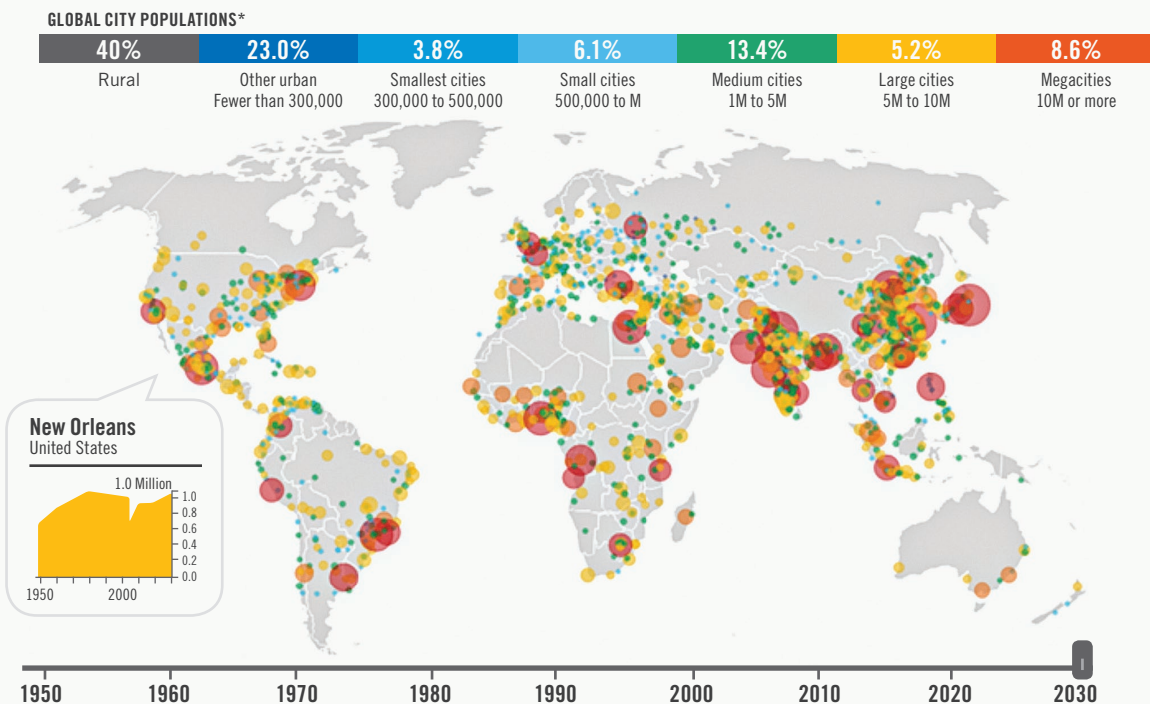 GLOBAL CITY POPULATIONS*
40% 23.0% 3.8% 6.1% 13.4% 5.2% 8.6%
Rural Other urban Smallest cities Small cities Medium cities Large cities Megacities
Fewer than 300,000 300,000 to 500,000 500,000 to M 1M to 5M 5M to 10M 10M or more
New Orleans
United States
1.0 Million
1.0
0.8
0.6
0.4
0.2
0.0
1950 2000
1950 1960 1970 1980 1990 2000 2010 2020 2030